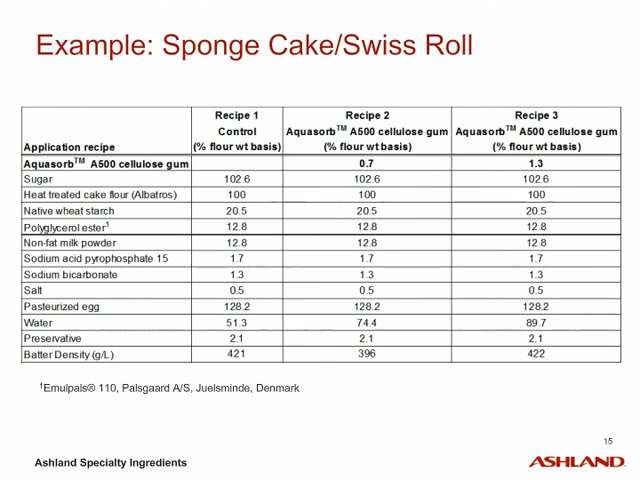 Example: Sponge Cake/Swiss Roll
Recipe 1 Recipe 2 Recipe 3
Control Aquasorb™ A500 cellulose gum Aquasorb™ A500 cellulose gum
Application recipe (% flour wt basis) (% flour wt basis) (% flour wt basis)
Aquasorb™ A500 cellulose gum 0.7 1.3
Sugar 102.6 102.6 102.6
Heat treated cake flour (Albatros) 100 100 100
Native wheat starch 20.5 20.5 20.5
Polyglycerol ester¹ 12.8 12.8 12.8
Non-fat milk powder 12.8 12.8 12.8
Sodium acid pyrophosphate 15 1.7 1.7 1.7
Sodium bicarbonate 1.3 1.3 1.3
Salt 0.5 0.5 0.5
Pasteurized egg 128.2 128.2 128.2
Water 51.3 74.4 89.7
Preservative 2.1 2.1 2.1
Batter Density (g/L) 421 396 422
¹Emulpals® 110, Palsgaard A/S, Juelsminde, Denmark
15
Ashland Specialty Ingredients
ASHLAND.